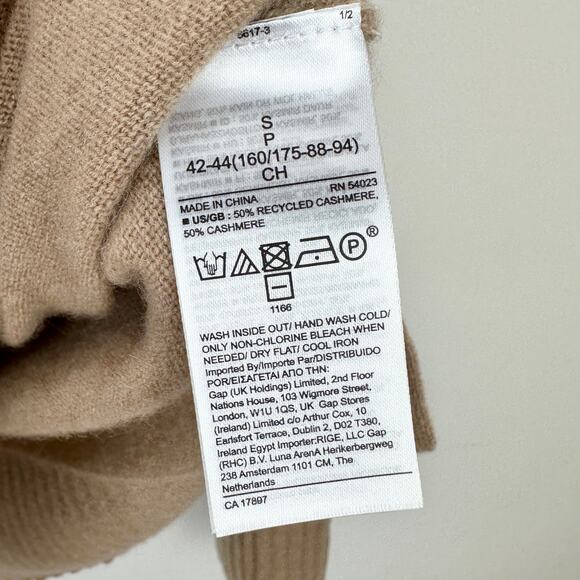 5617-3 1/2
S
P
42-44(160/175-88-94)
CH
MADE IN CHINA RN 54023
■ US/GB : 50% RECYCLED CASHMERE,
50% CASHMERE
P ®
1166
WASH INSIDE OUT/ HAND WASH COLD/
ONLY NON-CHLORINE BLEACH WHEN
NEEDED/ DRY FLAT/ COOL IRON
Imported By/Importe Par/DISTRIBUIDO
POR/ΕΙΣΑΓΕΤΑΙ ΑΠΟ ΤΗΝ:
Gap (UK Holdings) Limited, 2nd Floor
Nations House, 103 Wigmore Street,
London, W1U 1QS, UK Gap Stores
(Ireland) Limited c/o Arthur Cox, 10
Earlsfort Terrace, Dublin 2, D02 T380,
Ireland Egypt Importer:RIGE, LLC Gap
(RHC) B.V. Luna ArenA Herikerbergweg
238 Amsterdam 1101 CM, The
Netherlands
CA 17897